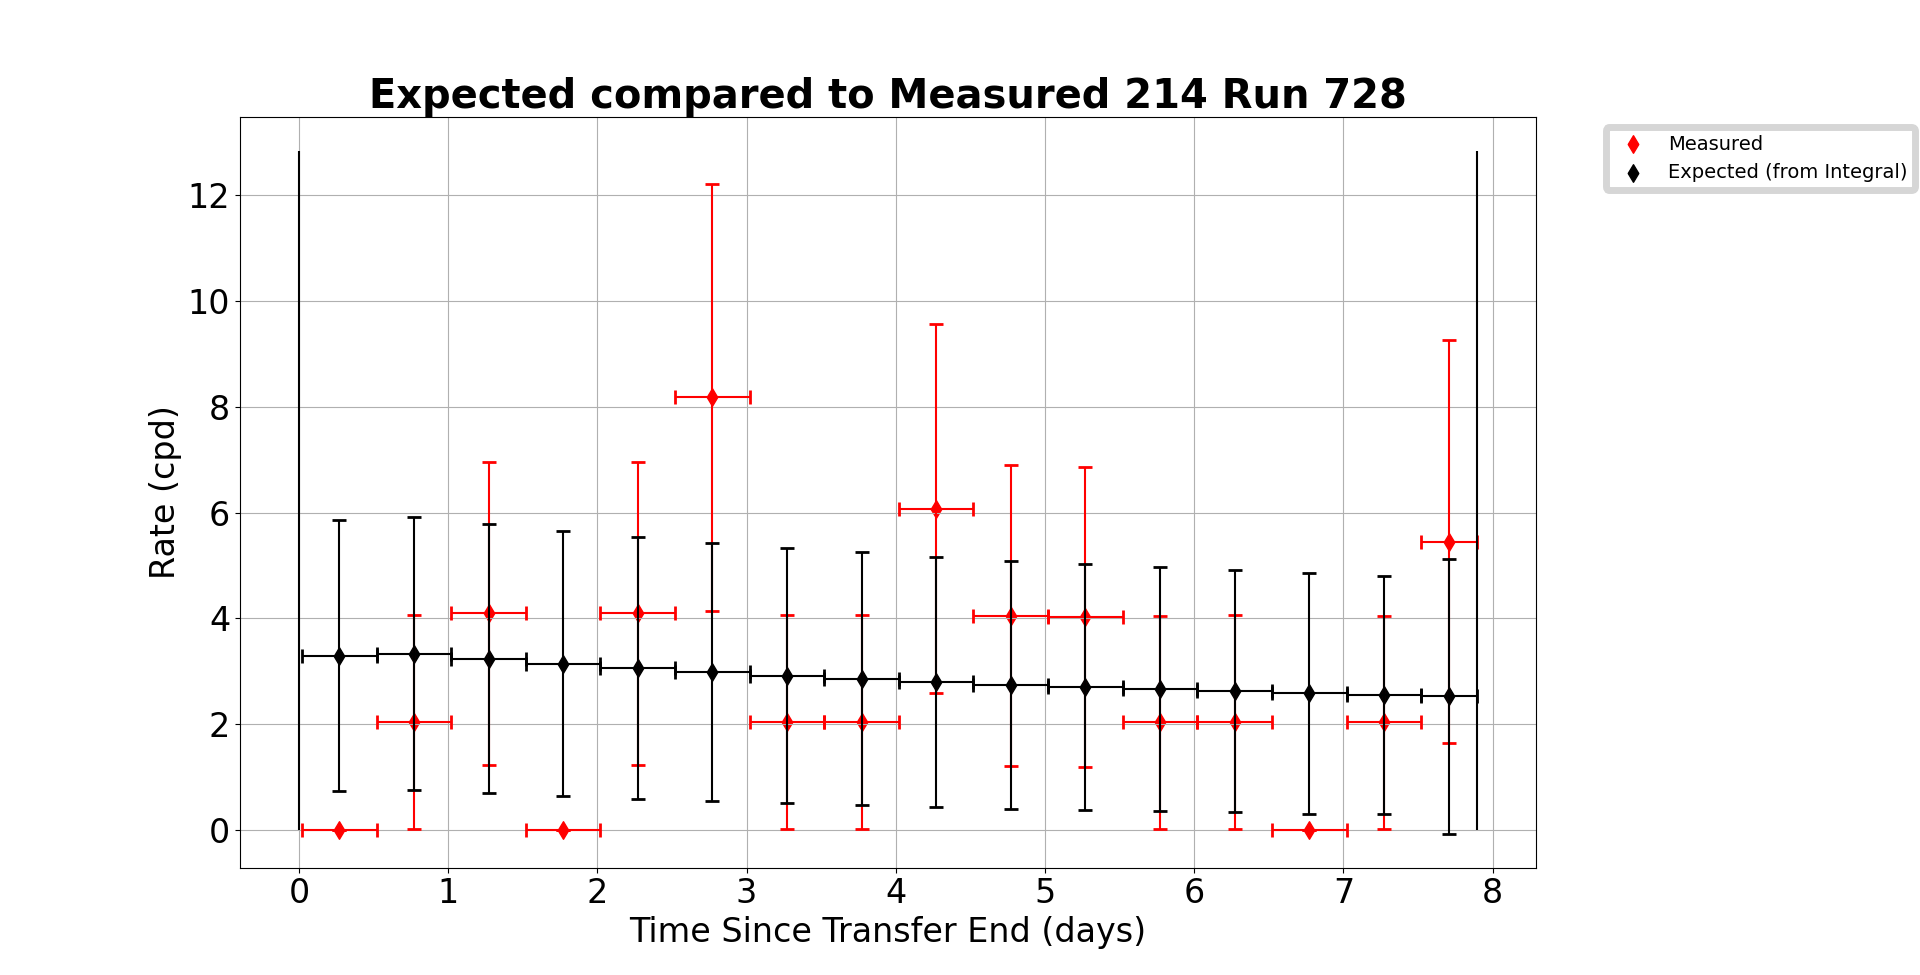 Expected compared to Measured 214 Run 728
Measured
Expected (from Integral)
Rate (cpd)
12
10
8
6
4
2
0
0 1 2 3 4 5 6 7 8
Time Since Transfer End (days)